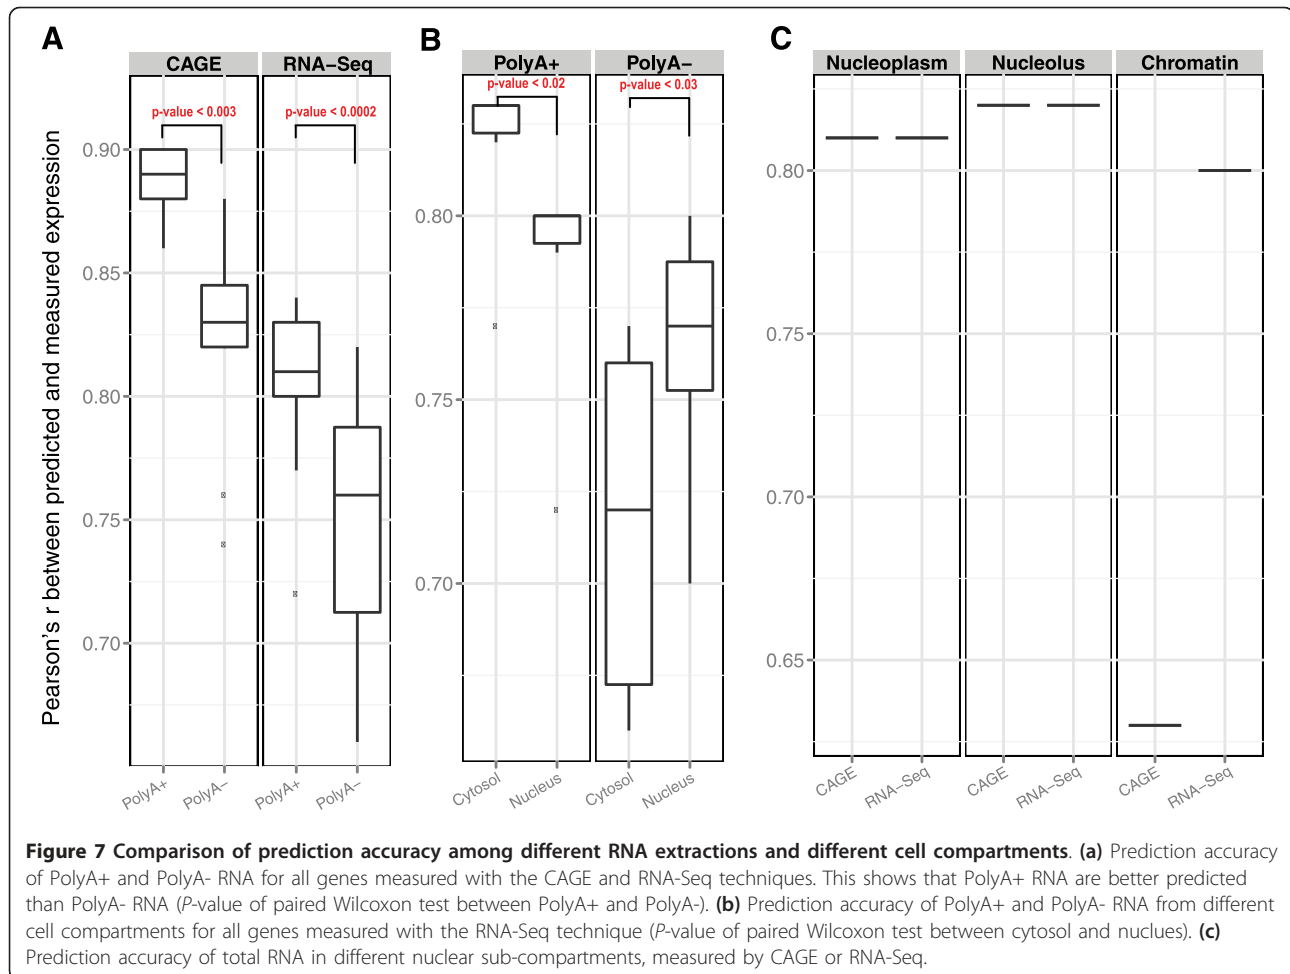 A
B
C
CAGE
RNA−Seq
PolyA+
PolyA−
Nucleoplasm
Nucleolus
Chromatin
p-value < 0.003
p-value < 0.0002
p-value < 0.02
p-value < 0.03
Pearson's r between predicted and measured expression
0.90
0.85
0.80
0.75
0.70
PolyA+
PolyA−
PolyA+
PolyA−
0.80
0.75
0.70
Cytosol
Nucleus
Cytosol
Nucleus
0.80
0.75
0.70
0.65
CAGE
RNA−Seq
CAGE
RNA−Seq
CAGE
RNA−Seq
Figure 7 Comparison of prediction accuracy among different RNA extractions and different cell compartments. (a) Prediction accuracy
of PolyA+ and PolyA- RNA for all genes measured with the CAGE and RNA-Seq techniques. This shows that PolyA+ RNA are better predicted
than PolyA- RNA (P-value of paired Wilcoxon test between PolyA+ and PolyA-). (b) Prediction accuracy of PolyA+ and PolyA- RNA from different
cell compartments for all genes measured with the RNA-Seq technique (P-value of paired Wilcoxon test between cytosol and nuclues). (c)
Prediction accuracy of total RNA in different nuclear sub-compartments, measured by CAGE or RNA-Seq.